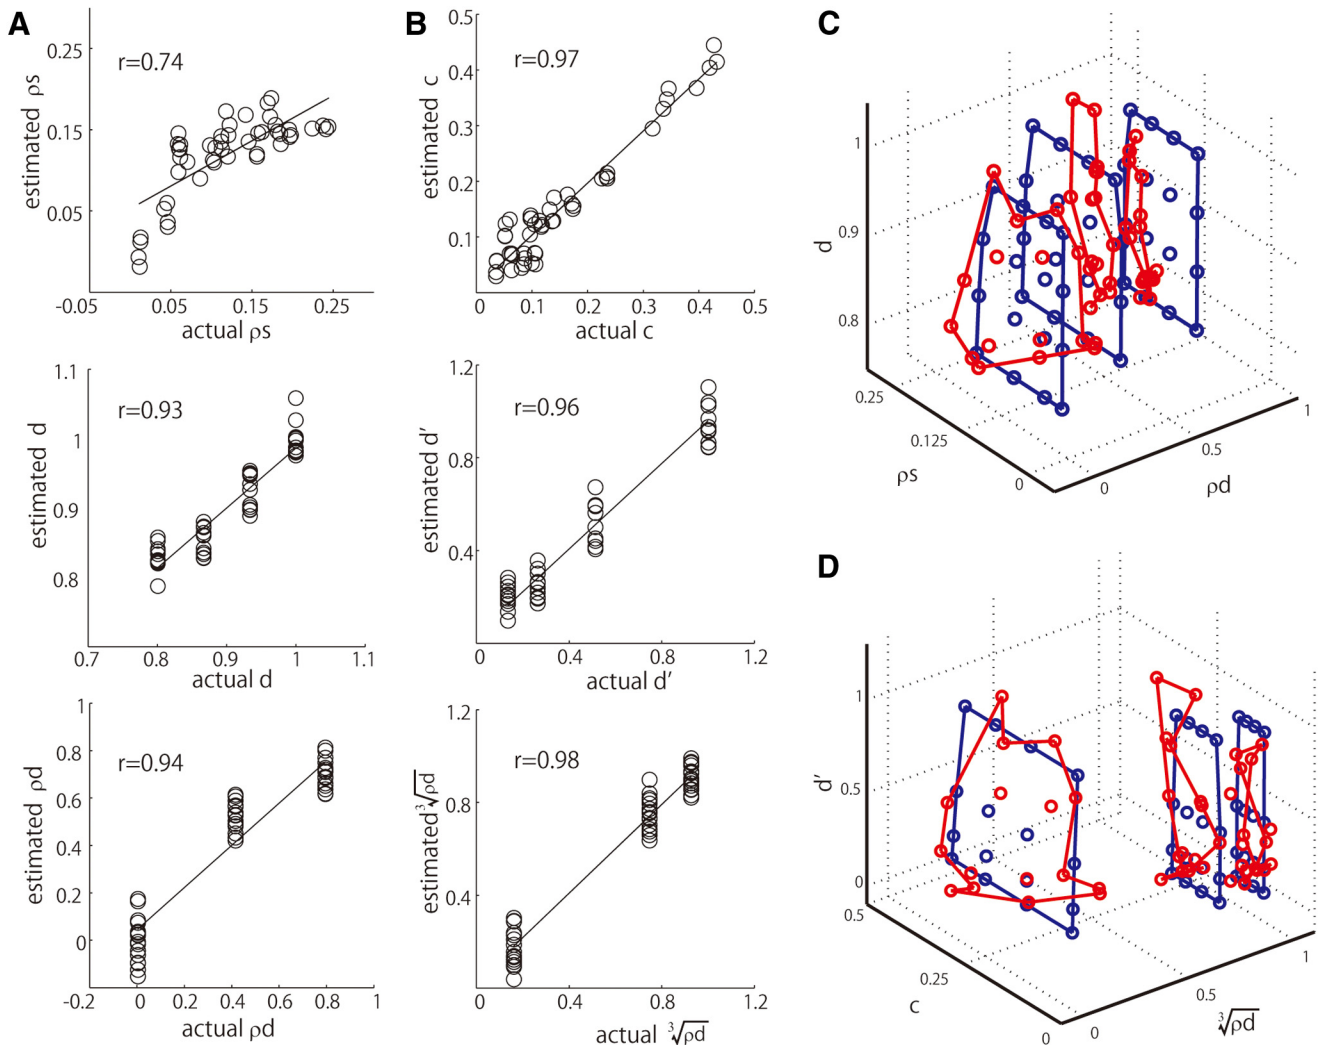 A
0.25
0.15
0.05
-0.05
0.05
0.15
0.25
r=0.74
estimated ρs
actual ρs
1.1
1
0.9
0.8
0.7
0.8
0.9
1
1.1
r=0.93
estimated d
actual d
1
0.8
0.6
0.4
0.2
0
-0.2
0
0.2
0.4
0.6
0.8
1
r=0.94
estimated ρd
actual ρd
B
0.5
0.4
0.3
0.2
0.1
0
0.1
0.2
0.3
0.4
0.5
r=0.97
estimated c
actual c
1.2
0.8
0.4
0
0.4
0.8
1.2
r=0.96
estimated d′
actual d′
1.2
0.8
0.4
0
0.4
0.8
1.2
r=0.98
estimated ∛ρd
actual ∛ρd
C
1
0.9
0.8
d
0.25
0.125
0
ρs
0
0.5
1
ρd
D
1
0.5
0
d′
0.5
0.25
0
c
0
0.5
1
∛ρd